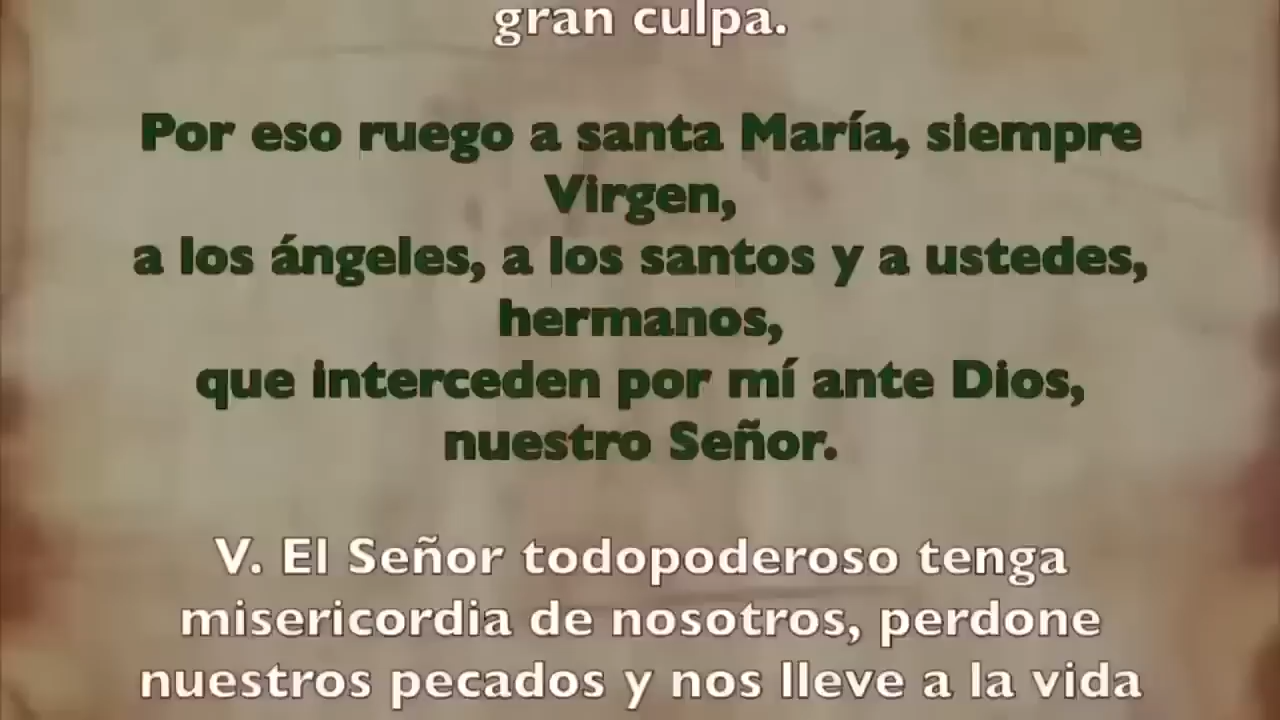 gran culpa.
Por eso ruego a santa María, siempre
Virgen,
a los ángeles, a los santos y a ustedes,
hermanos,
que interceden por mí ante Dios,
nuestro Señor.
V. El Señor todopoderoso tenga
misericordia de nosotros, perdone
nuestros pecados y nos lleve a la vida